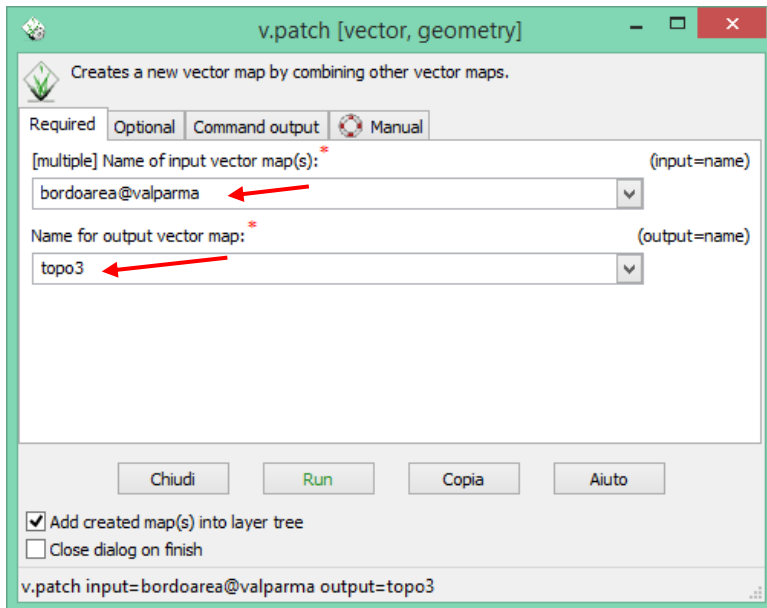 v.patch [vector, geometry]
Creates a new vector map by combining other vector maps.
Required Optional Command output Manual
[multiple] Name of input vector map(s):* (input=name)
bordoarea@valparma
Name for output vector map:* (output=name)
topo3
Chiudi Run Copia Aiuto
Add created map(s) into layer tree
Close dialog on finish
v.patch input=bordoarea@valparma output=topo3